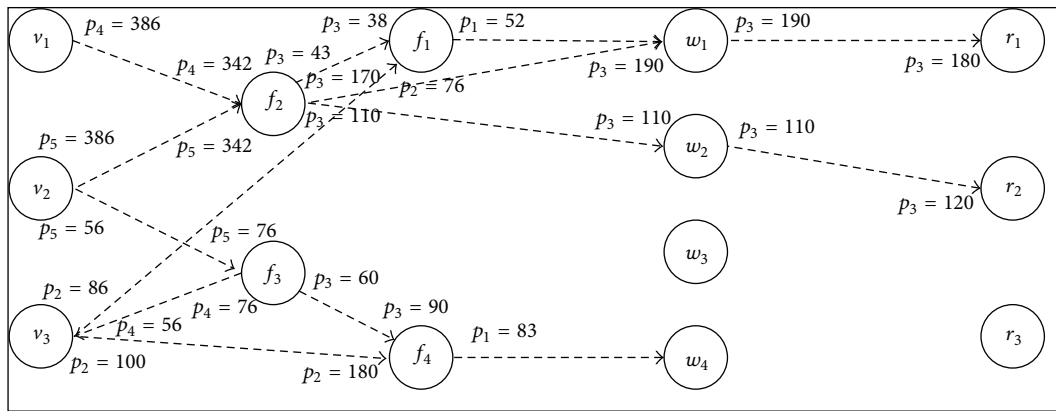 p₄ = 386
p₃ = 38
p₁ = 52
p₃ = 190
v₁
f₁
w₁
r₁
p₃ = 43
p₄ = 342
p₃ = 170
p₂ = 76
p₃ = 190
p₃ = 180
f₂
p₃ = 110
p₃ = 110
p₃ = 110
p₅ = 386
p₅ = 342
w₂
v₂
r₂
p₃ = 120
p₅ = 56
p₅ = 76
w₃
f₃
p₃ = 60
p₂ = 86
p₄ = 76
p₃ = 90
p₄ = 56
p₁ = 83
v₃
r₃
f₄
w₄
p₂ = 100
p₂ = 180